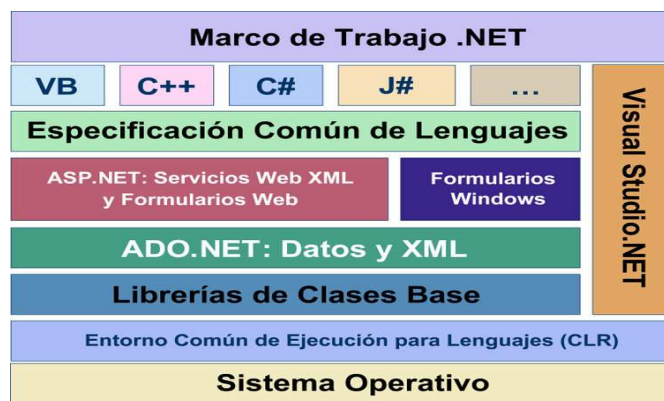 Marco de Trabajo .NET
VB
C++
C#
J#
...
Especificación Común de Lenguajes
ASP.NET: Servicios Web XML
y Formularios Web
Formularios
Windows
ADO.NET: Datos y XML
Librerías de Clases Base
Visual Studio.NET
Entorno Común de Ejecución para Lenguajes (CLR)
Sistema Operativo